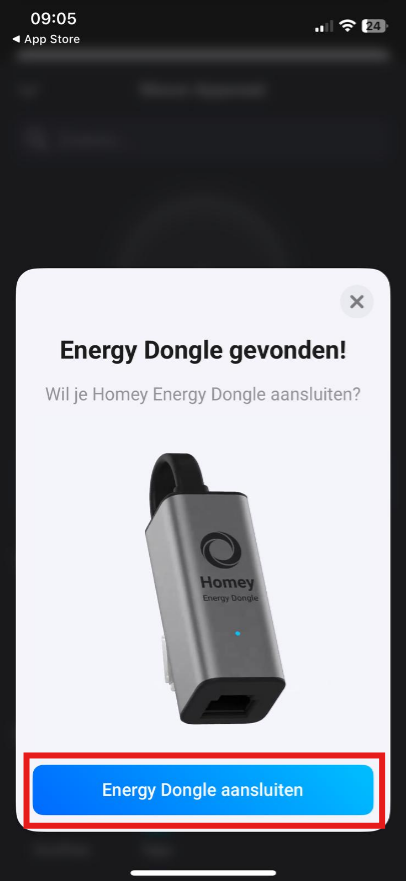 09:05
24
◀ App Store
Energy Dongle gevonden!
Wil je Homey Energy Dongle aansluiten?
Homey
Energy Dongle
Energy Dongle aansluiten